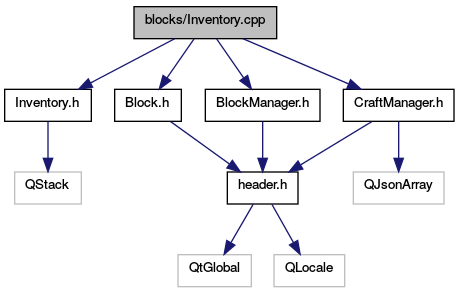 blocks/Inventory.cpp
Inventory.h
Block.h
BlockManager.h
CraftManager.h
QStack
header.h
QJsonArray
QtGlobal
QLocale